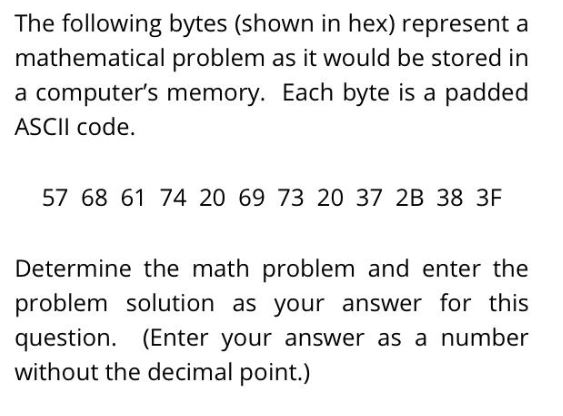 The following bytes (shown in hex) represent a
mathematical problem as it would be stored in
a computer's memory. Each byte is a padded
ASCII code.
57 68 61 74 20 69 73 20 37 2B 38 3F
Determine the math problem and enter the
problem solution as your answer for this
question. (Enter your answer as a number
without the decimal point.)